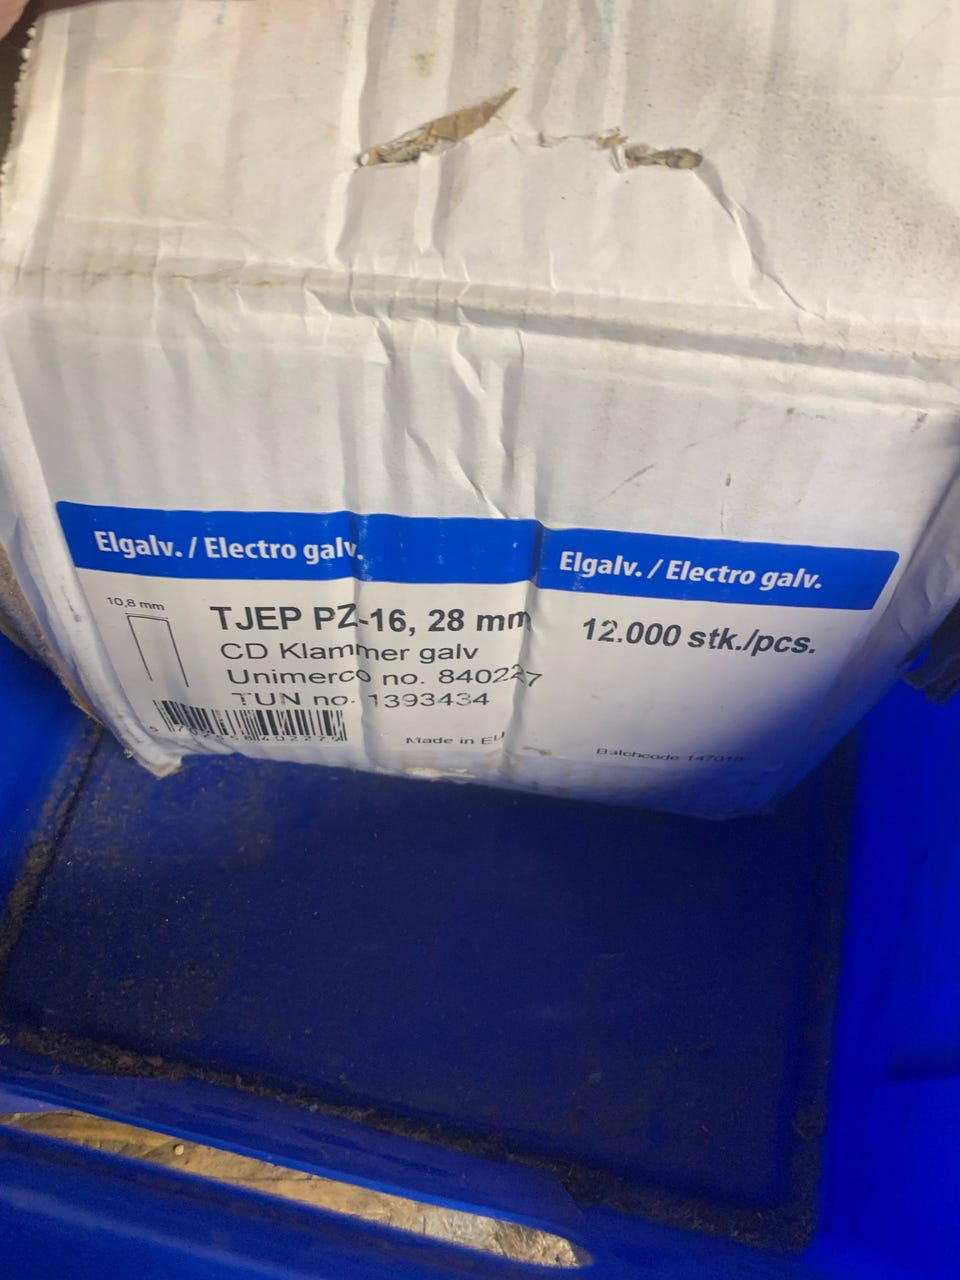 Elgalv. / Electro galv.
Elgalv. / Electro galv.
10,8 mm
TJEP PZ-16, 28 mm
12.000 stk./pcs.
CD Klammer galv
Unimerco no. 840227
TUN no. 1393434
Made in EU
Batchcode